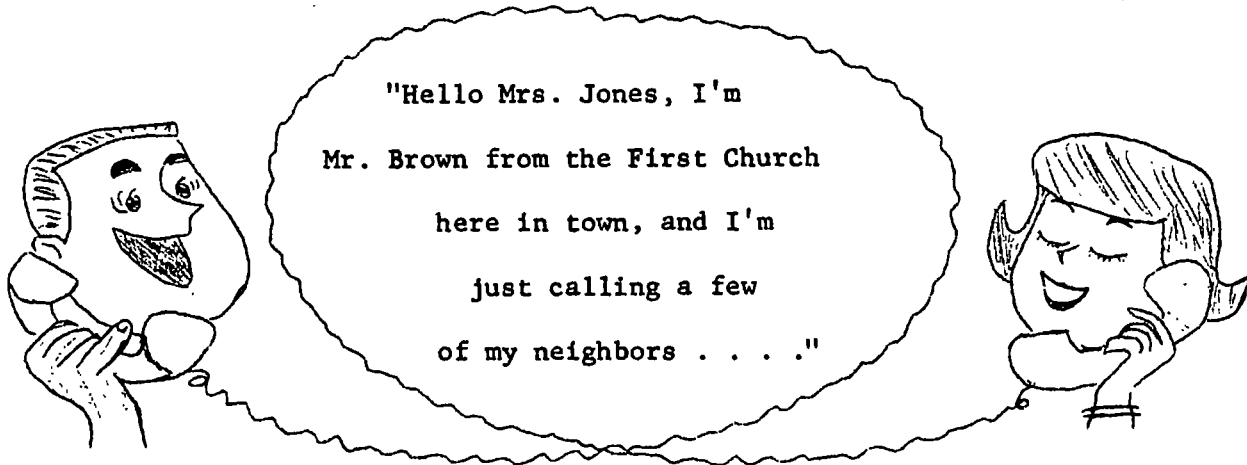 "Hello Mrs. Jones, I'm
Mr. Brown from the First Church
here in town, and I'm
just calling a few
of my neighbors . . . ."